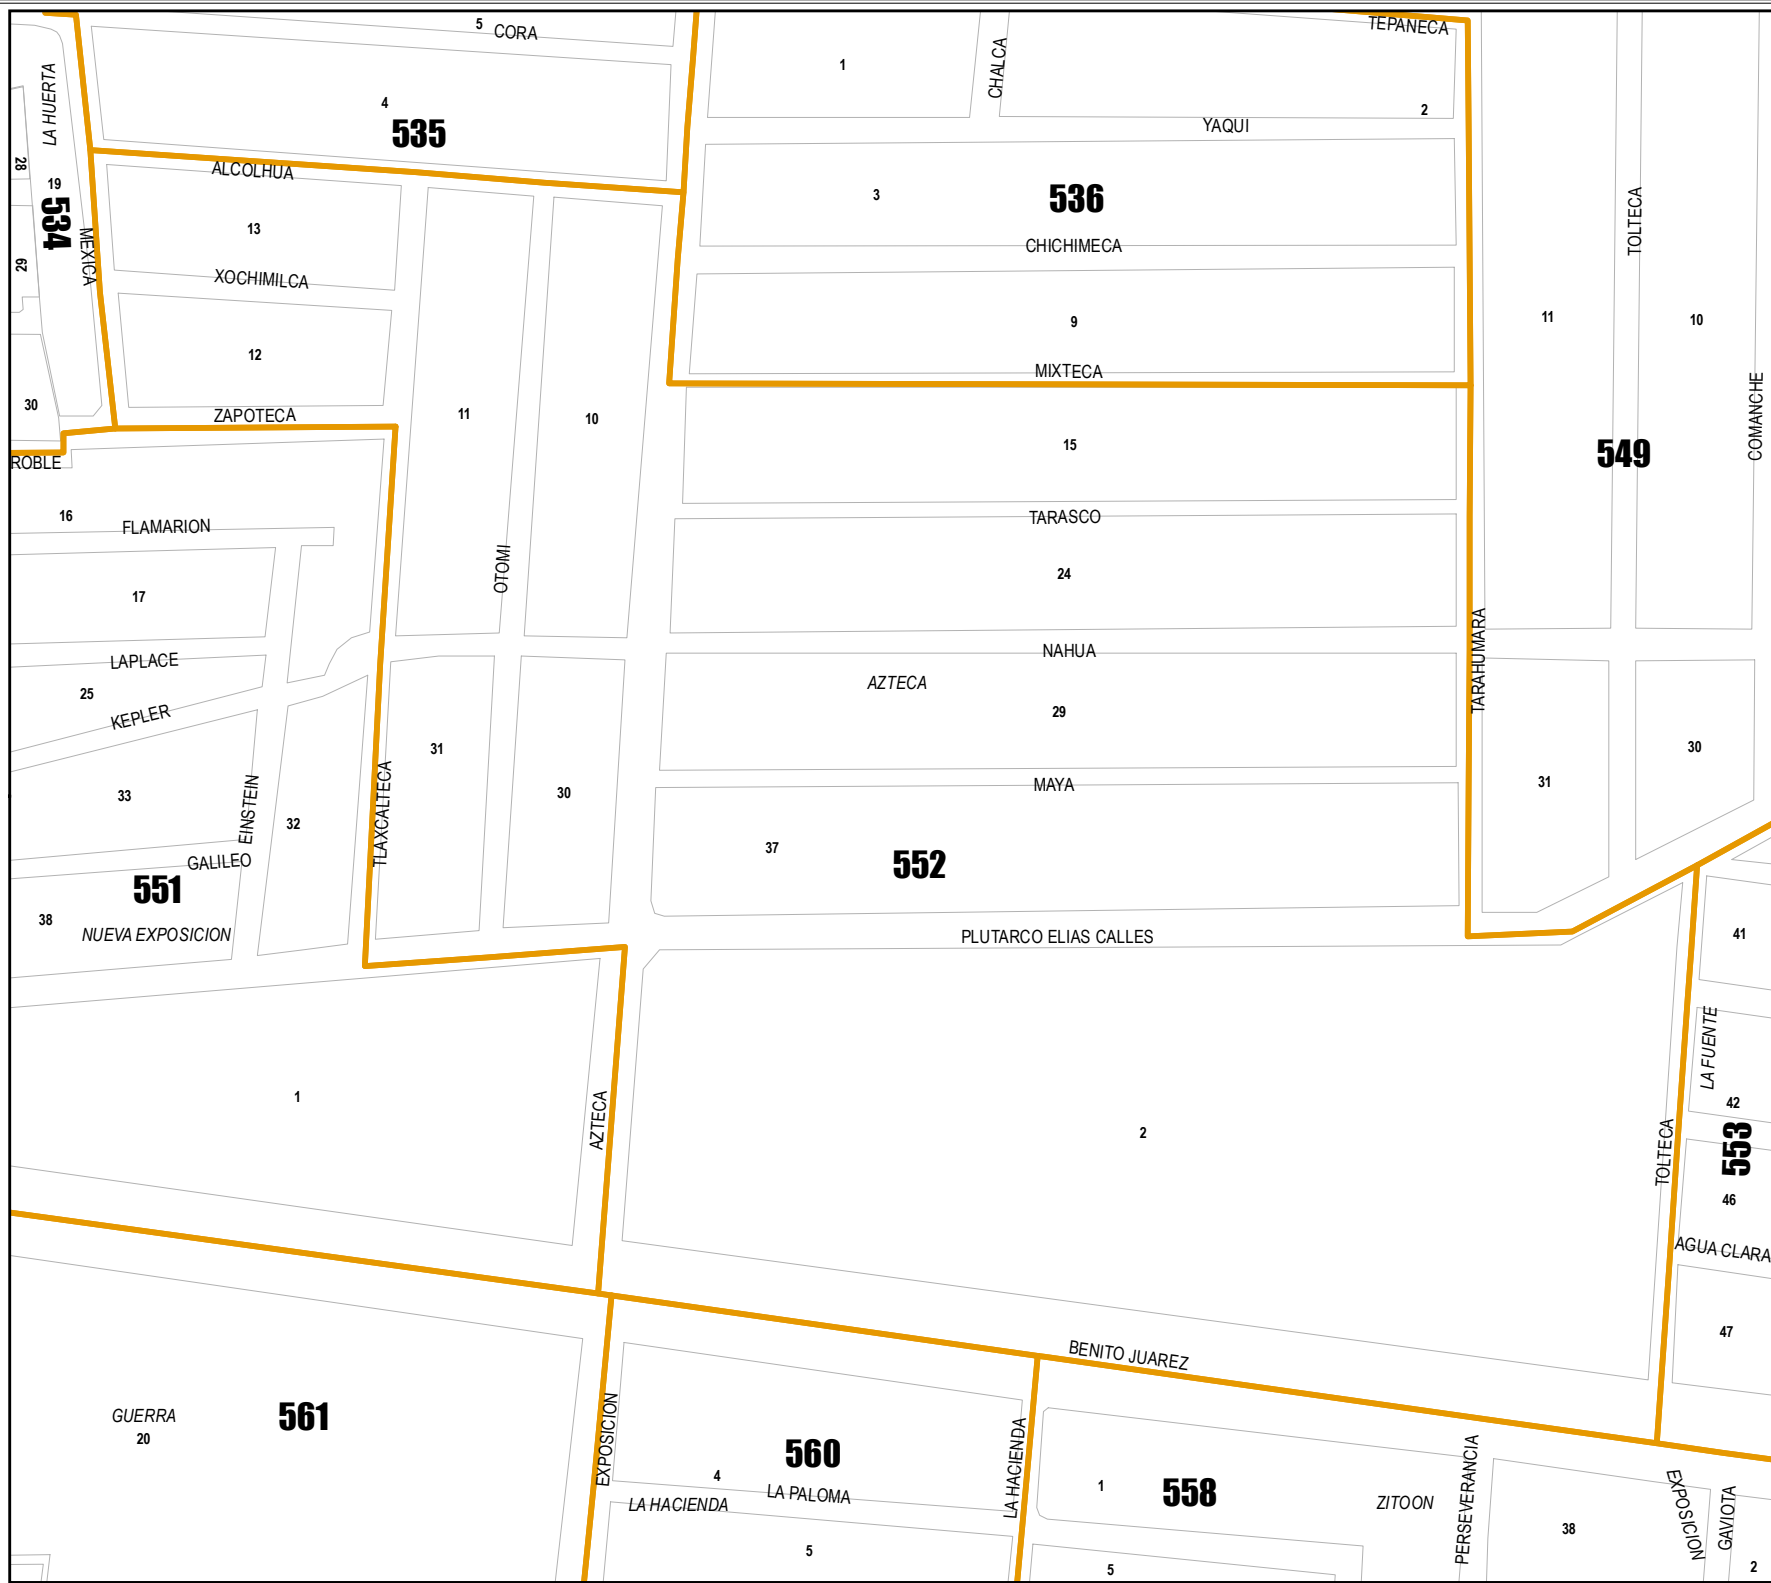 5 CORA
TEPANECA
LA HUERTA
4
535
1
CHALCA
2
YAQUI
28
19
534
ALCOLHUA
62
MEXICA
13
3
536
TOLTECA
CHICHIMECA
XOCHIMILCA
12
9
11
10
MIXTECA
30
ZAPOTECA
11
10
15
549
COMANCHE
ROBLE
16
FLAMARION
TARASCO
17
OTOMI
24
LAPLACE
NAHUA
TARAHUMARA
25
AZTECA
KEPLER
29
31
30
33
EINSTEIN
32
TLAXCALTECA
30
MAYA
31
GALILEO
37
552
551
38
NUEVA EXPOSICION
PLUTARCO ELIAS CALLES
41
LA FUENTE
1
AZTECA
2
42
553
TOLTECA
46
AGUA CLARA
47
BENITO JUAREZ
GUERRA
20
561
EXPOSICION
560
4
LA PALOMA
LA HACIENDA
LA HACIENDA
1
558
ZITOON
PERSEVERANCIA
38
EXPOSICION
GAVIOTA
5
5
2